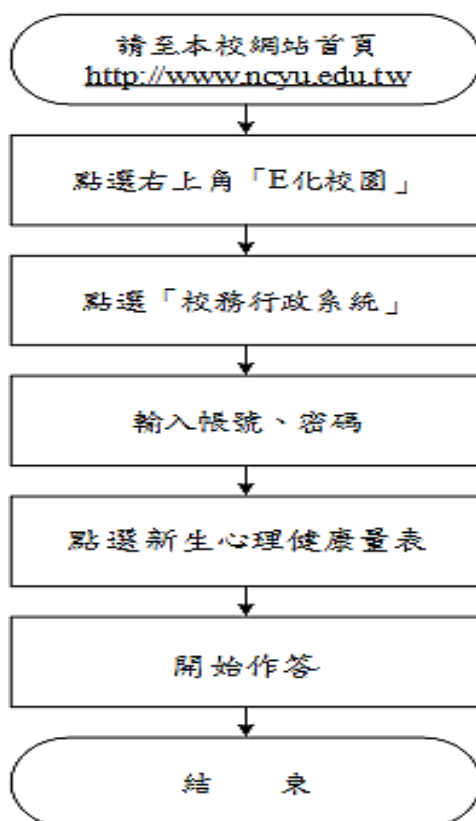 請至本校網站首頁
http://www.ncyu.edu.tw
點選右上角「E化校園」
點選「校務行政系統」
輸入帳號、密碼
點選新生心理健康量表
開始作答
結 束